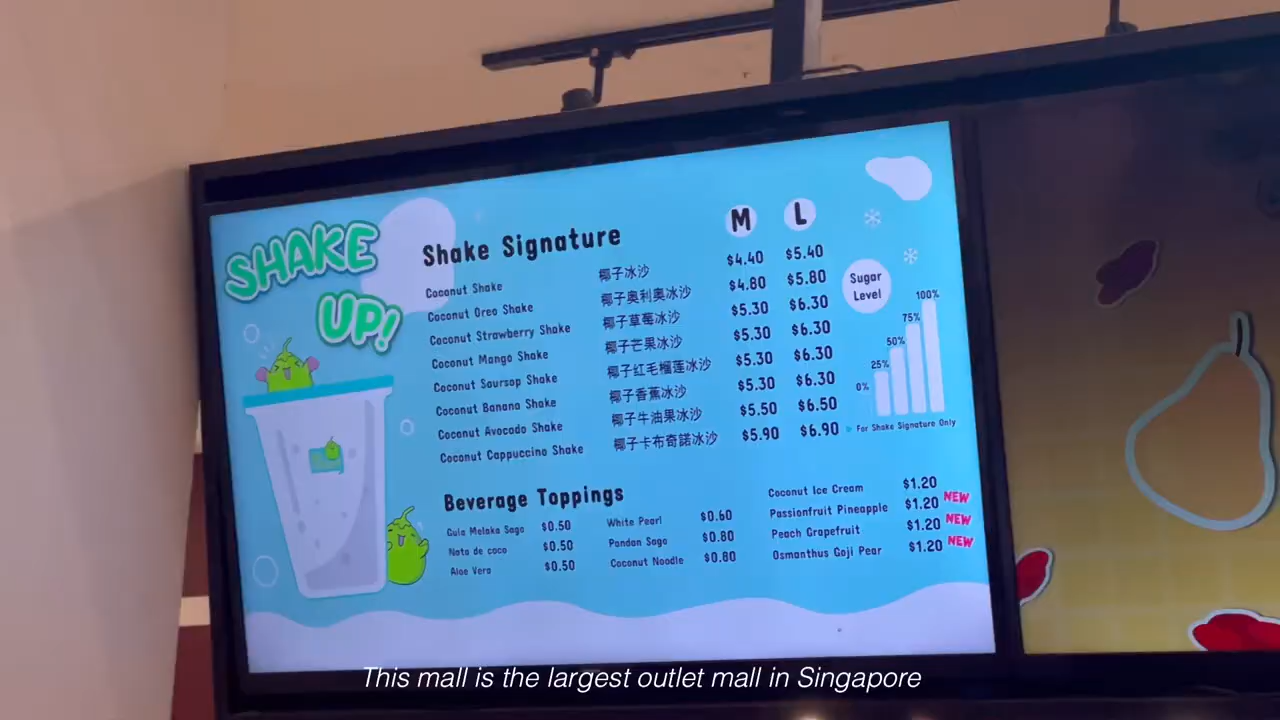 SHAKE
UP!
Shake Signature M L
Coconut Shake 椰子冰沙 $4.40 $5.40
Coconut Oreo Shake 椰子奥利奥冰沙 $4.80 $5.80
Coconut Strawberry Shake 椰子草莓冰沙 $5.30 $6.30
Coconut Mango Shake 椰子芒果冰沙 $5.30 $6.30
Coconut Soursop Shake 椰子红毛榴莲冰沙 $5.30 $6.30
Coconut Banana Shake 椰子香蕉冰沙 $5.30 $6.30
Coconut Avocado Shake 椰子牛油果冰沙 $5.50 $6.50
Coconut Cappuccino Shake 椰子卡布奇諾冰沙 $5.90 $6.90
Sugar
Level
0% 25% 50% 75% 100%
For Shake Signature Only
Beverage Toppings
Gula Melaka Sago $0.50
Nata de coco $0.50
Aloe Vera $0.50
White Pearl $0.60
Pandan Sago $0.80
Coconut Noodle $0.80
Coconut Ice Cream $1.20
Passionfruit Pineapple $1.20 NEW
Peach Grapefruit $1.20 NEW
Osmanthus Goji Pear $1.20 NEW
This mall is the largest outlet mall in Singapore